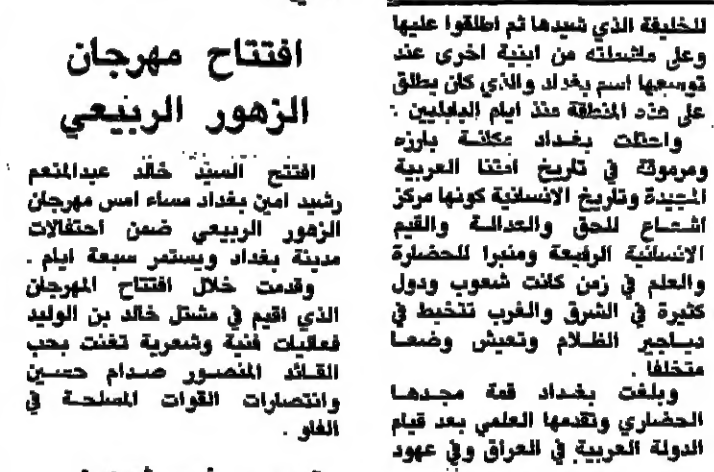 للخليفة الذي شيدها ثم اطلقوا عليها
وعلى ماشملته من ابنية اخرى عند
توسعها اسم بغداد والذي كان يطلق
على هذه المنطقة منذ ايام البابليين .
واحتلت بغداد مكانة بارزه
ومرموقة في تاريخ امتنا العربية
المجيدة وتاريخ الانسانية كونها مركز
اشعاع للحق والعدالة والقيم
الانسانية الرفيعة ومنبرا للحضارة
والعلم في زمن كانت شعوب ودول
كثيرة في الشرق والغرب تتخبط في
دياجير الظلام وتعيش وضعا
متخلفا .
وبلغت بغداد قمة مجدها
الحضاري وتقدمها العلمي بعد قيام
الدولة العربية في العراق وفي عهود
افتتاح مهرجان
الزهور الربيعي
افتتح السيد خالد عبدالمنعم
رشيد امين بغداد مساء امس مهرجان
الزهور الربيعي ضمن احتفالات
مدينة بغداد ويستمر سبعة ايام .
وقدمت خلال افتتاح المهرجان
الذي اقيم في مشتل خالد بن الوليد
فعاليات فنية وشعرية تغنت بحب
القائد المنصور صدام حسين
وانتصارات القوات المسلحة في
الفاو .